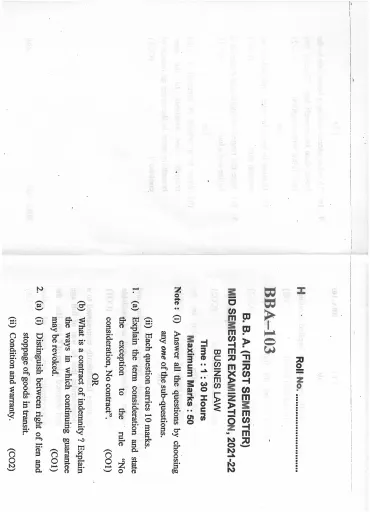 H Roll No. ..............................
BBA–103
B. B. A. (FIRST SEMESTER)
MID SEMESTER EXAMINATION, 2021-22
BUSINES LAW
Time : 1 : 30 Hours
Maximum Marks : 50
Note : (i) Answer all the questions by choosing
any one of the sub-questions.
(ii) Each question carries 10 marks.
1. (a) Explain the term consideration and state
the exception to the rule “No
consideration, No contract”. (CO1)
OR
(b) What is a contract of indemnity ? Explain
the ways in which continuing guarantee
may be revoked. (CO1)
2. (a) (i) Distinguish between right of lien and
stoppage of goods in transit.
(ii) Condition and warranty. (CO2)